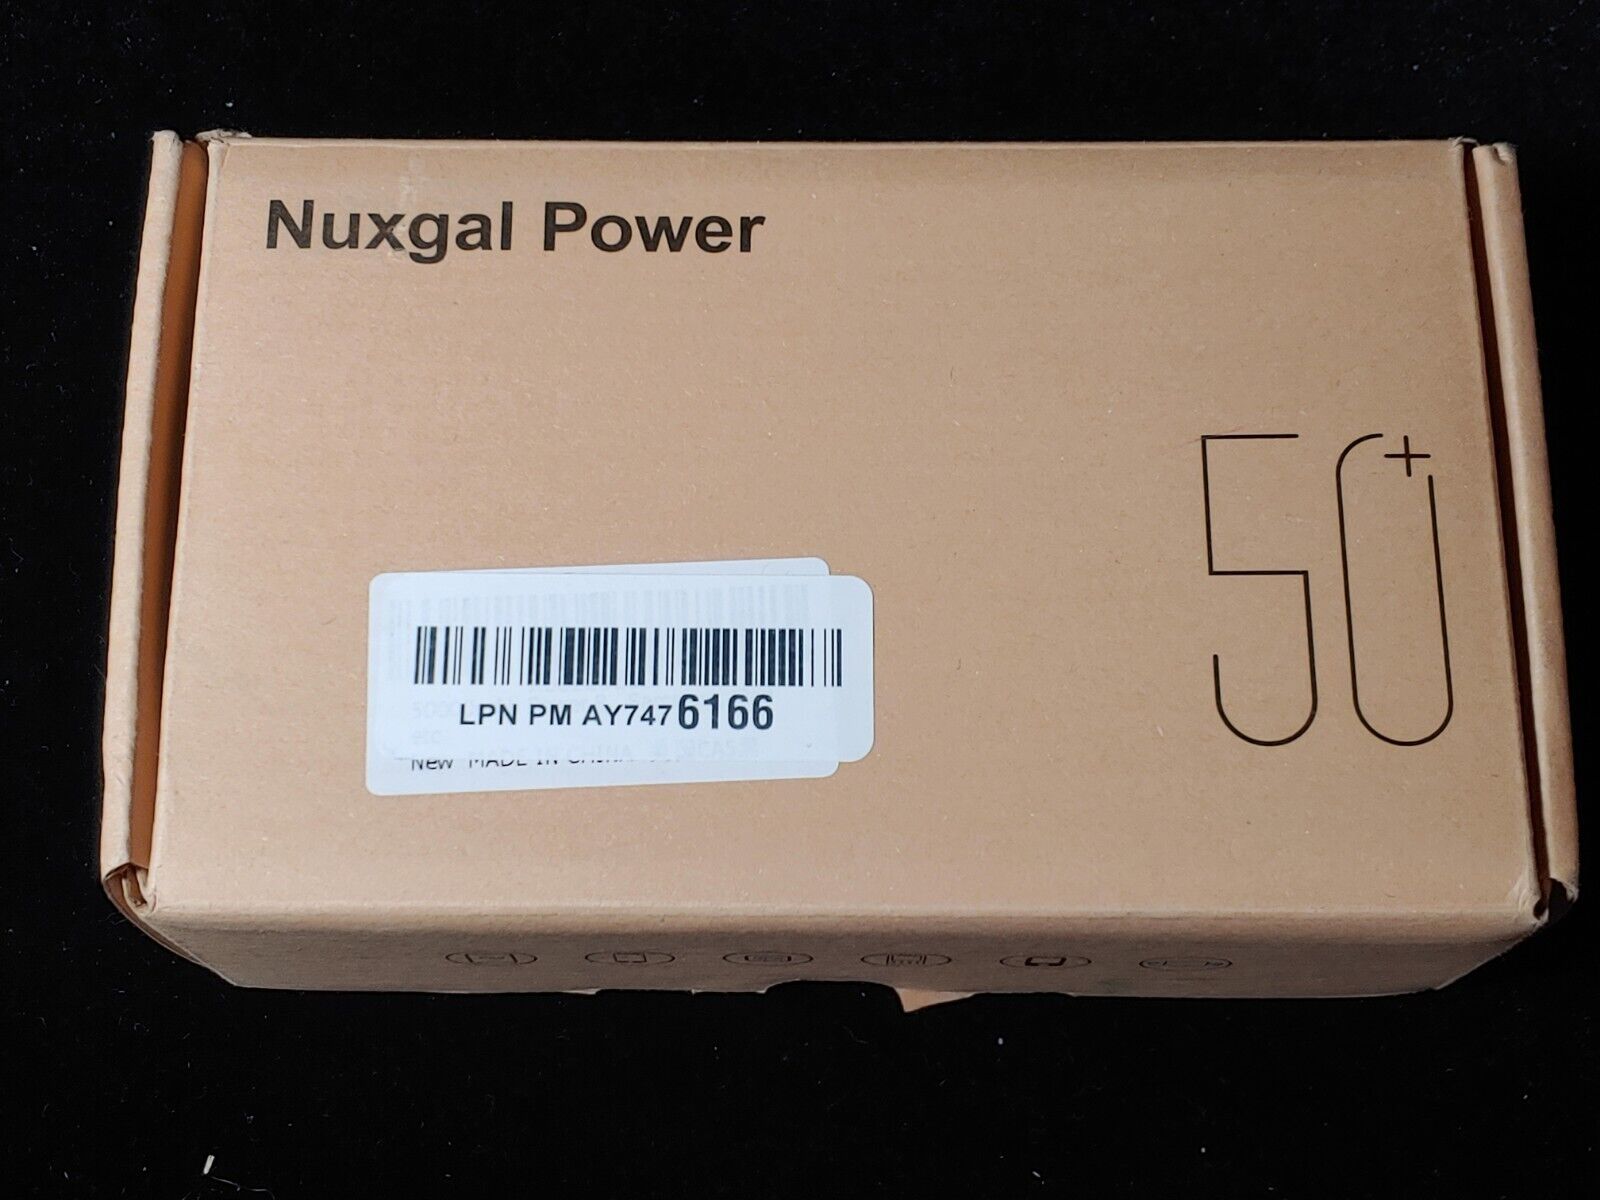 Nuxgal Power
50+
LPN PM AY7476166
New MADE IN CHINA